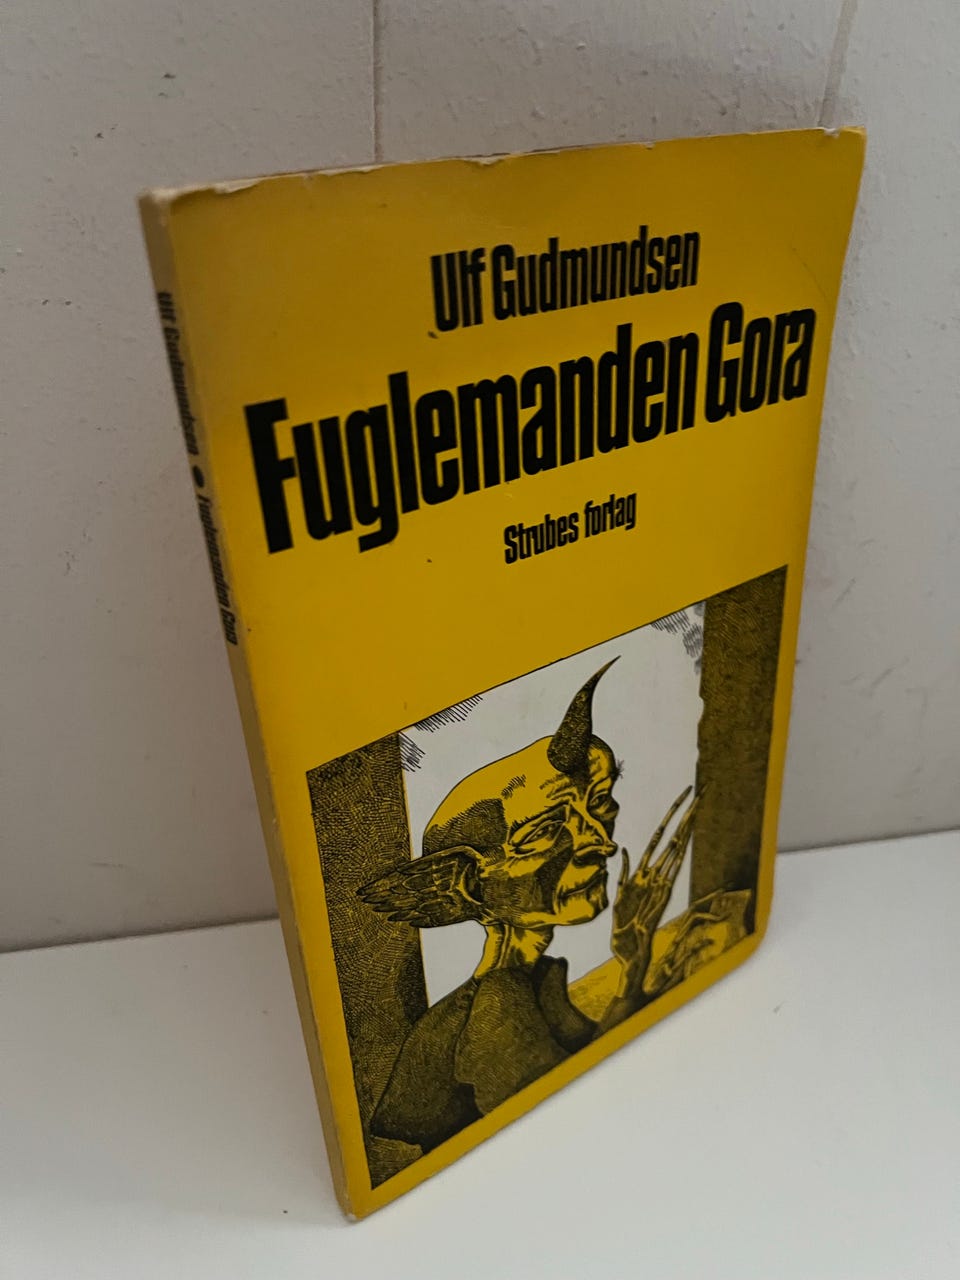 Ulf Gudmundsen
Fuglemanden Gora
Strubes forlag
Ulf Gudmundsen ● Fuglemanden Gora